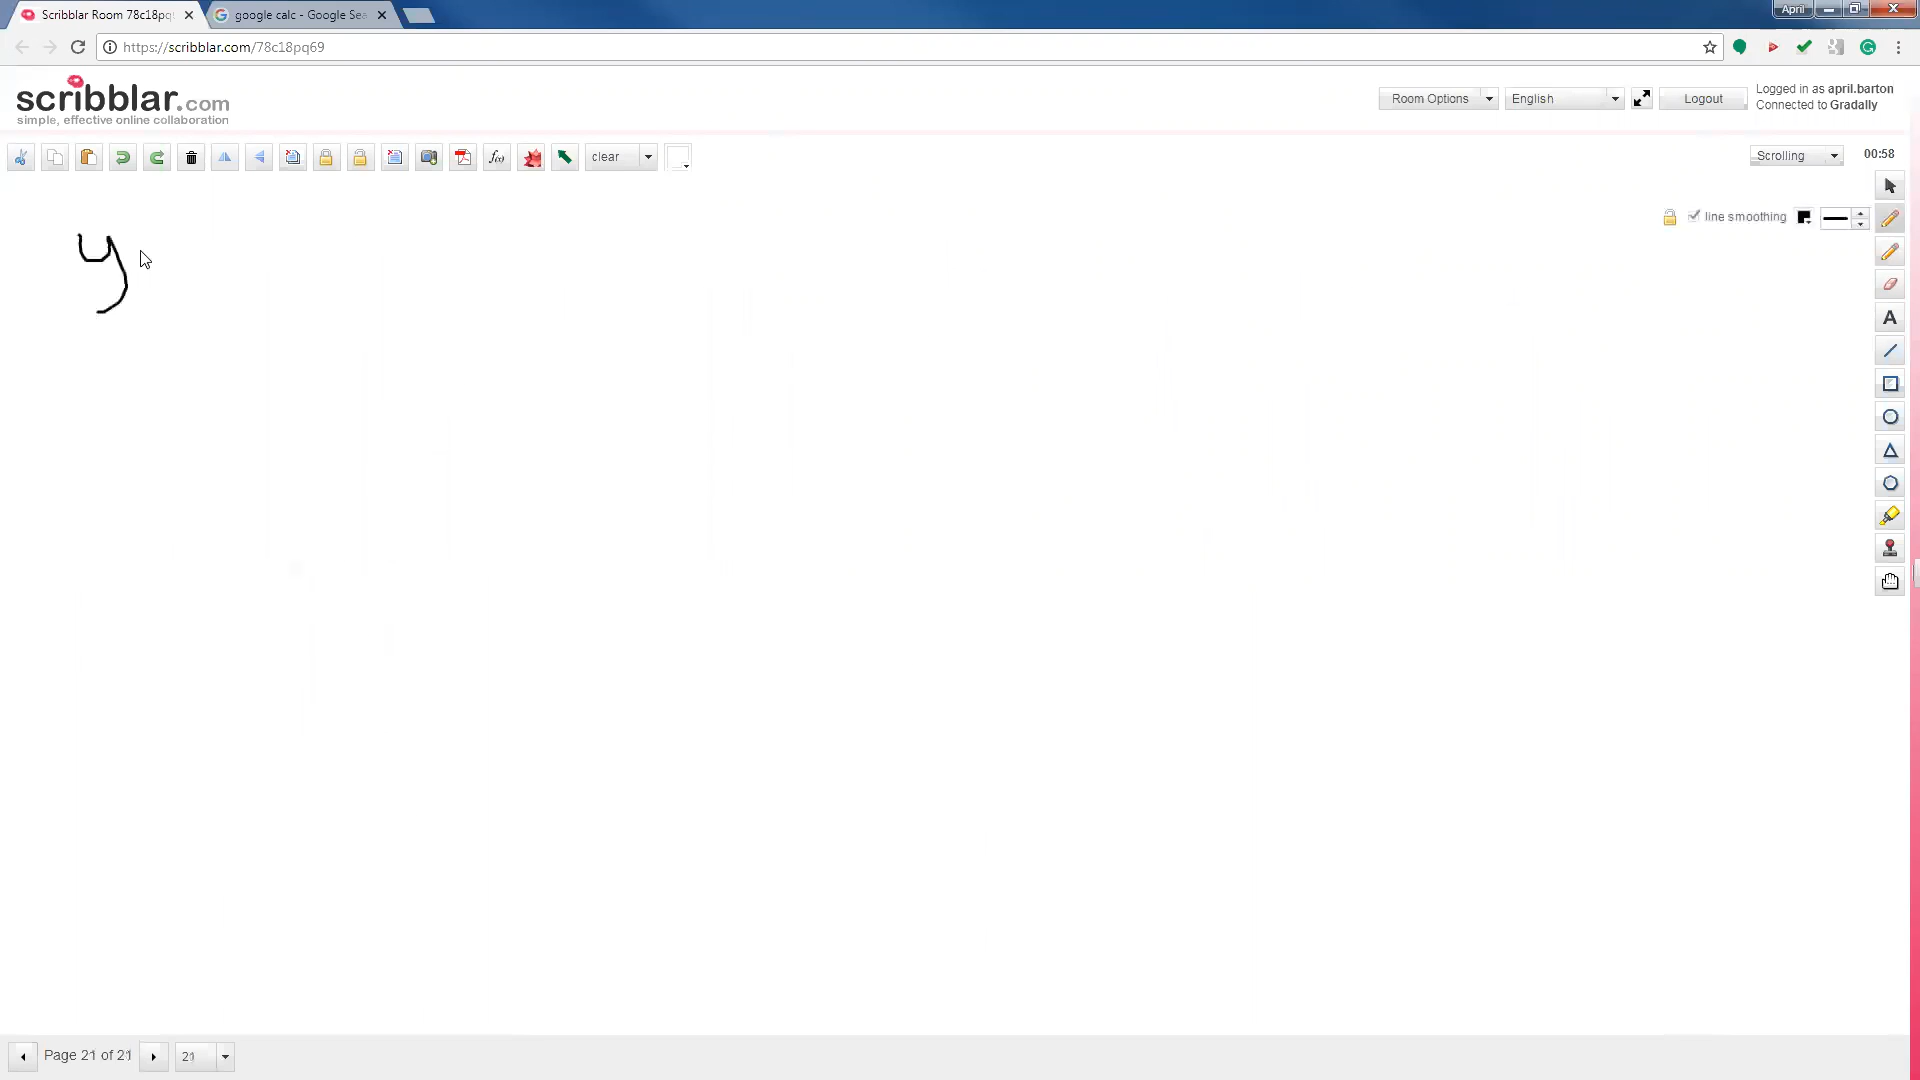 Scribblar Room 78c18pq
google calc - Google Sea
April
https://scribblar.com/78c18pq69
scribblar.com
simple, effective online collaboration
Room Options
English
Logout
Logged in as april.barton
Connected to Gradally
f(x)
clear
Scrolling
00:58
line smoothing
A
y
Page 21 of 21
21